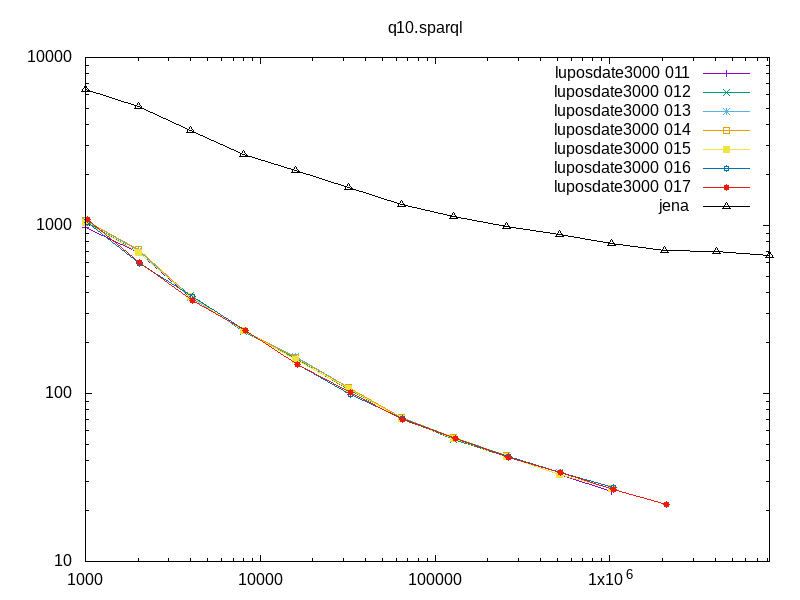 q10.sparql
10000
1000
100
10
luposdate3000 011
luposdate3000 012
luposdate3000 013
luposdate3000 014
luposdate3000 015
luposdate3000 016
luposdate3000 017
jena
1000 10000 100000 1x10⁶